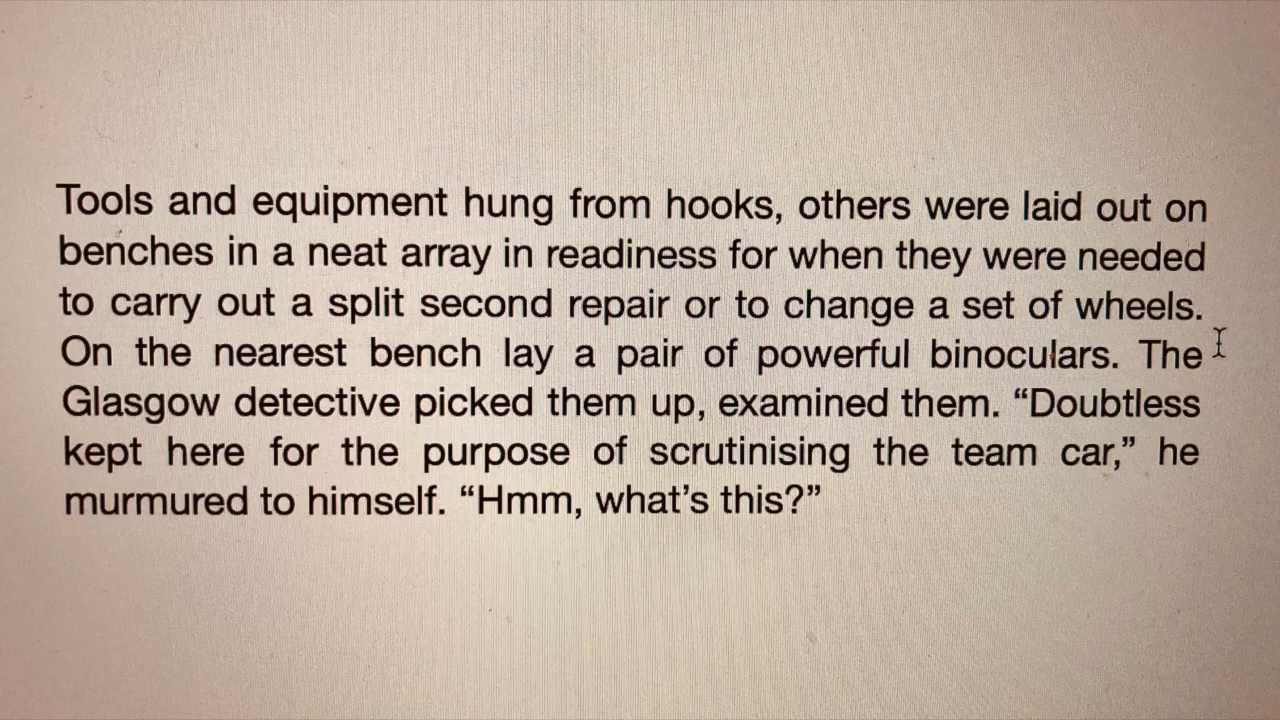 Tools and equipment hung from hooks, others were laid out on
benches in a neat array in readiness for when they were needed
to carry out a split second repair or to change a set of wheels.
On the nearest bench lay a pair of powerful binoculars. The
Glasgow detective picked them up, examined them. “Doubtless
kept here for the purpose of scrutinising the team car,” he
murmured to himself. “Hmm, what’s this?”